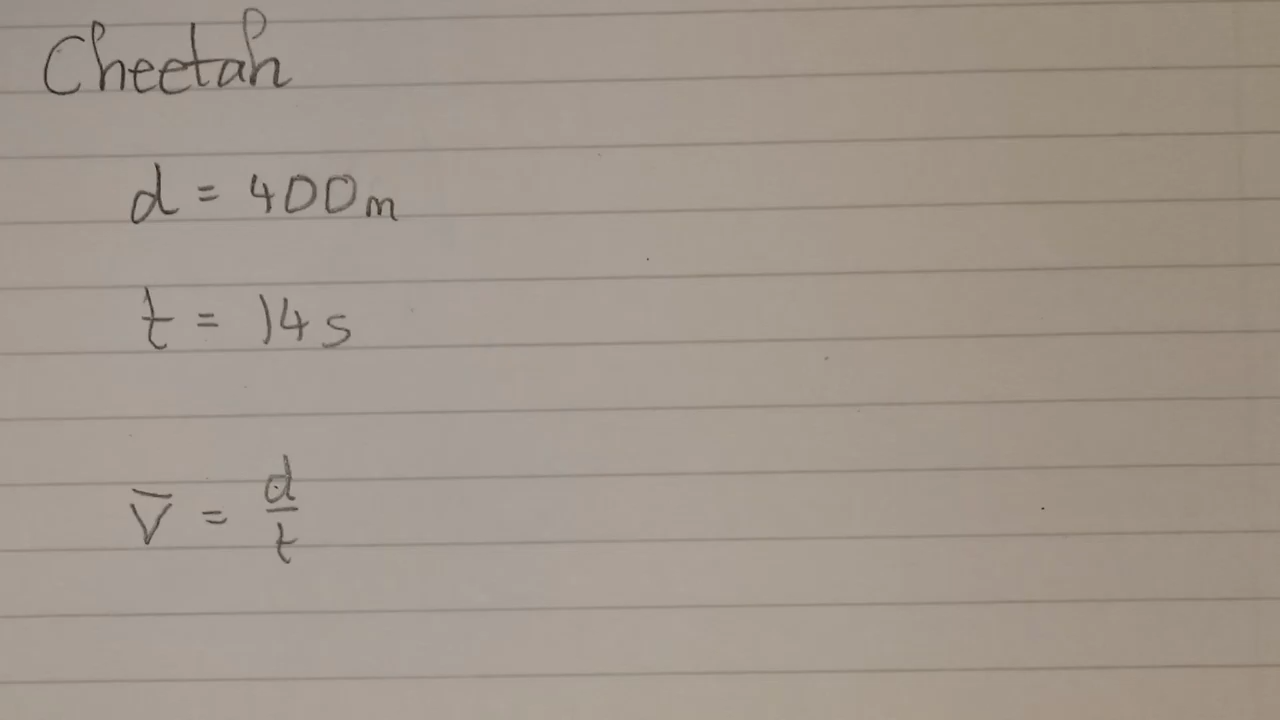 Cheetah
d = 400m
t = 14s
v̅ = d/t